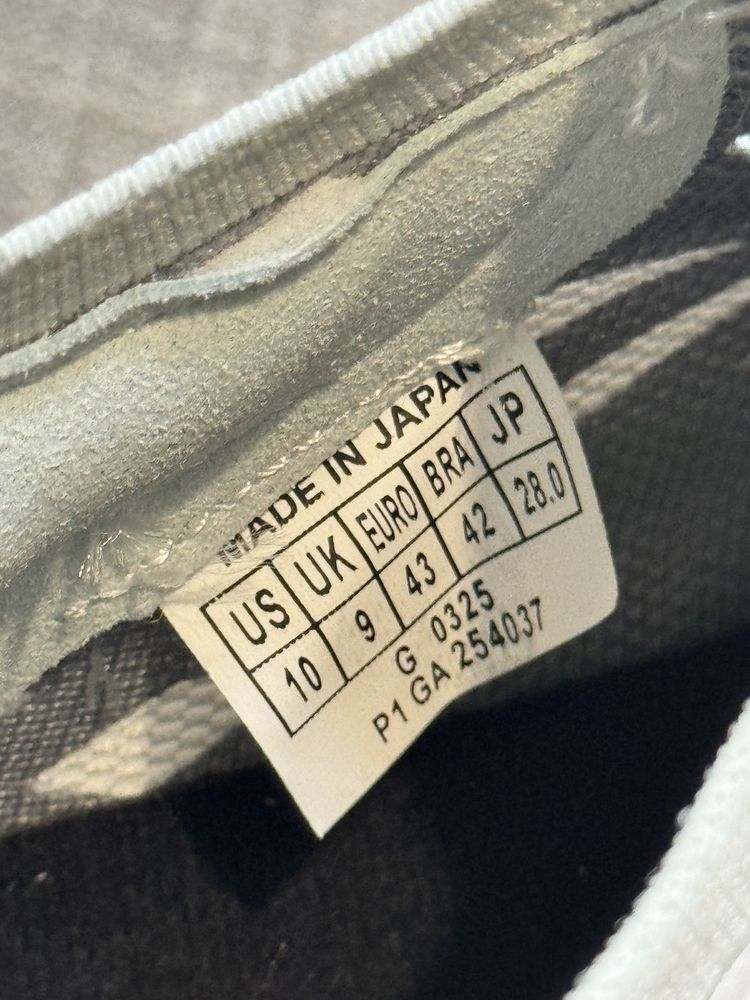 MADE IN JAPAN
US UK EURO BRA JP
10 9 43 42 28.0
G 0325
P1 GA 254037